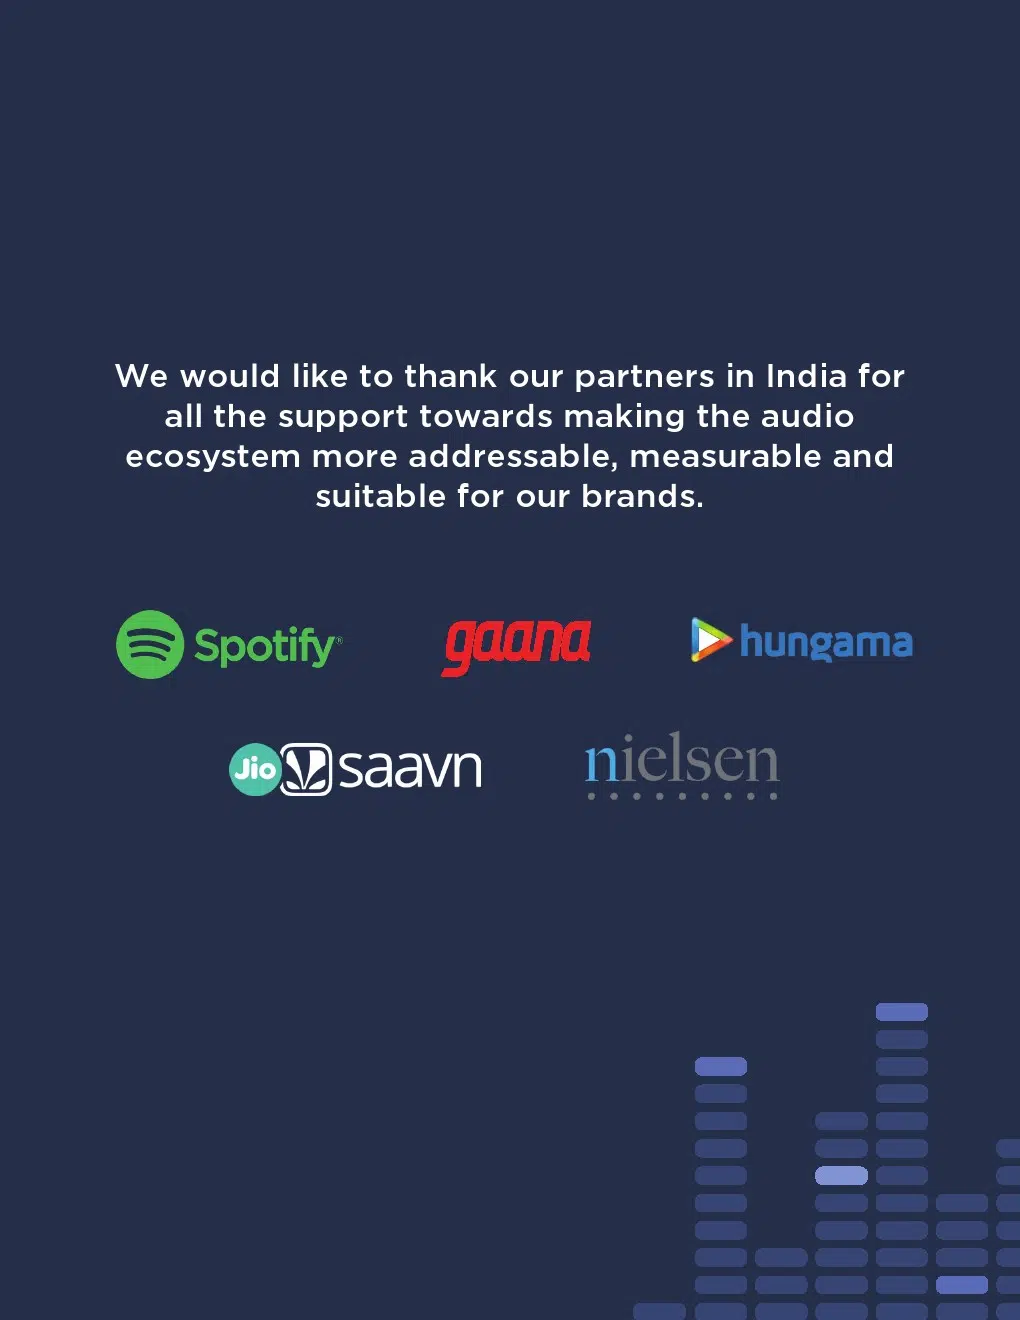 We would like to thank our partners in India for
all the support towards making the audio
ecosystem more addressable, measurable and
suitable for our brands.
Spotify®
gaana
hungama
Jio saavn
nielsen